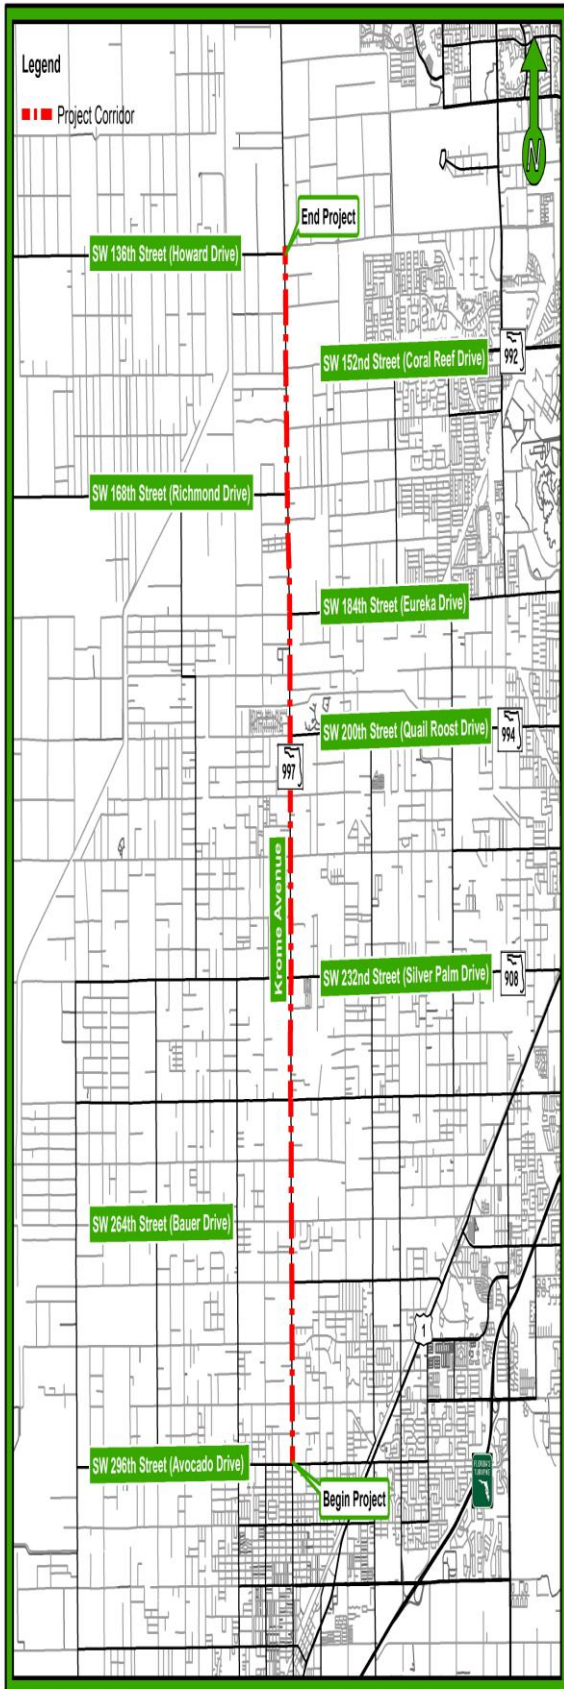 Legend
Project Corridor
N
End Project
SW 136th Street (Howard Drive)
SW 152nd Street (Coral Reef Drive)
992
SW 168th Street (Richmond Drive)
SW 184th Street (Eureka Drive)
SW 200th Street (Quail Roost Drive)
994
997
Krome Avenue
SW 232nd Street (Silver Palm Drive)
908
SW 264th Street (Bauer Drive)
1
SW 296th Street (Avocado Drive)
Begin Project
FLORIDA'S
TURNPIKE